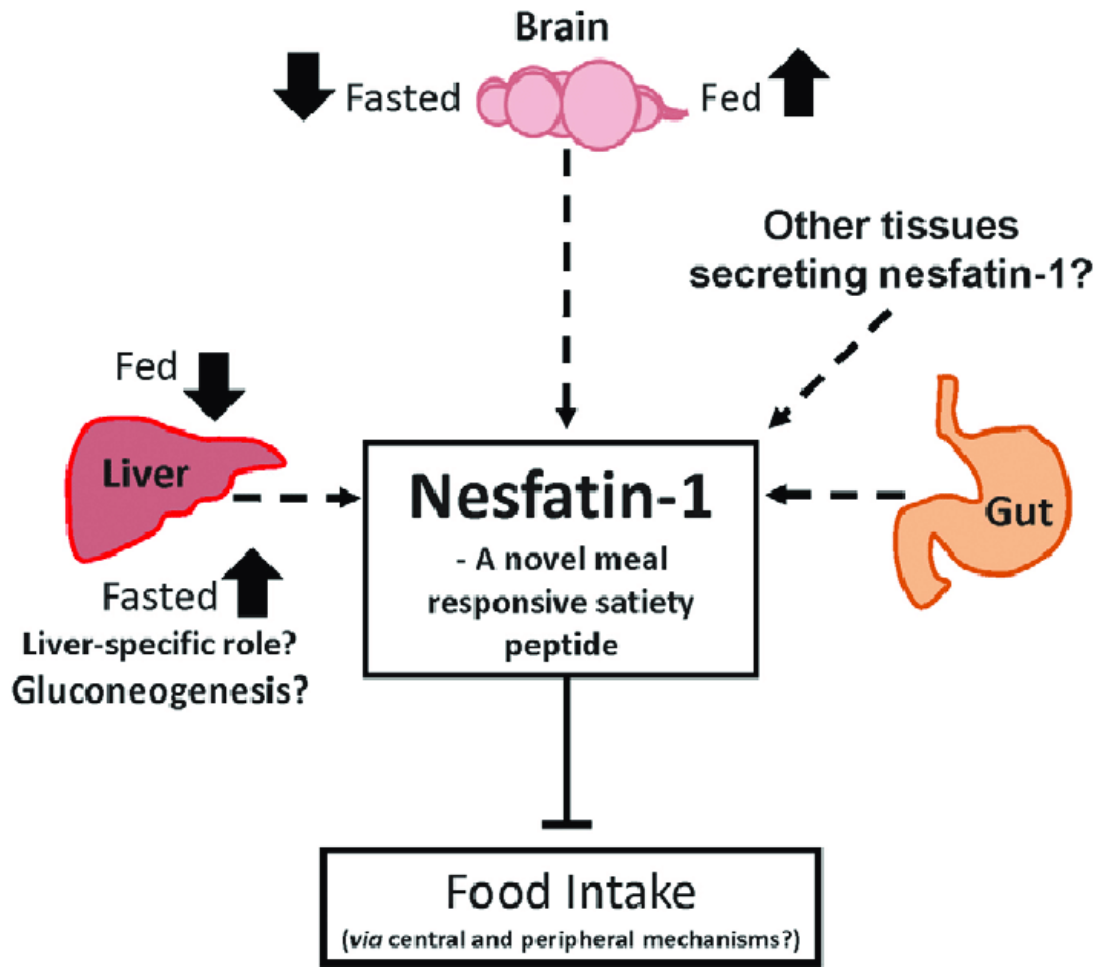 Brain
Fasted
Fed
Other tissues
secreting nesfatin-1?
Fed
Liver
Fasted
Liver-specific role?
Gluconeogenesis?
Nesfatin-1
- A novel meal
responsive satiety
peptide
Gut
Food Intake
(via central and peripheral mechanisms?)